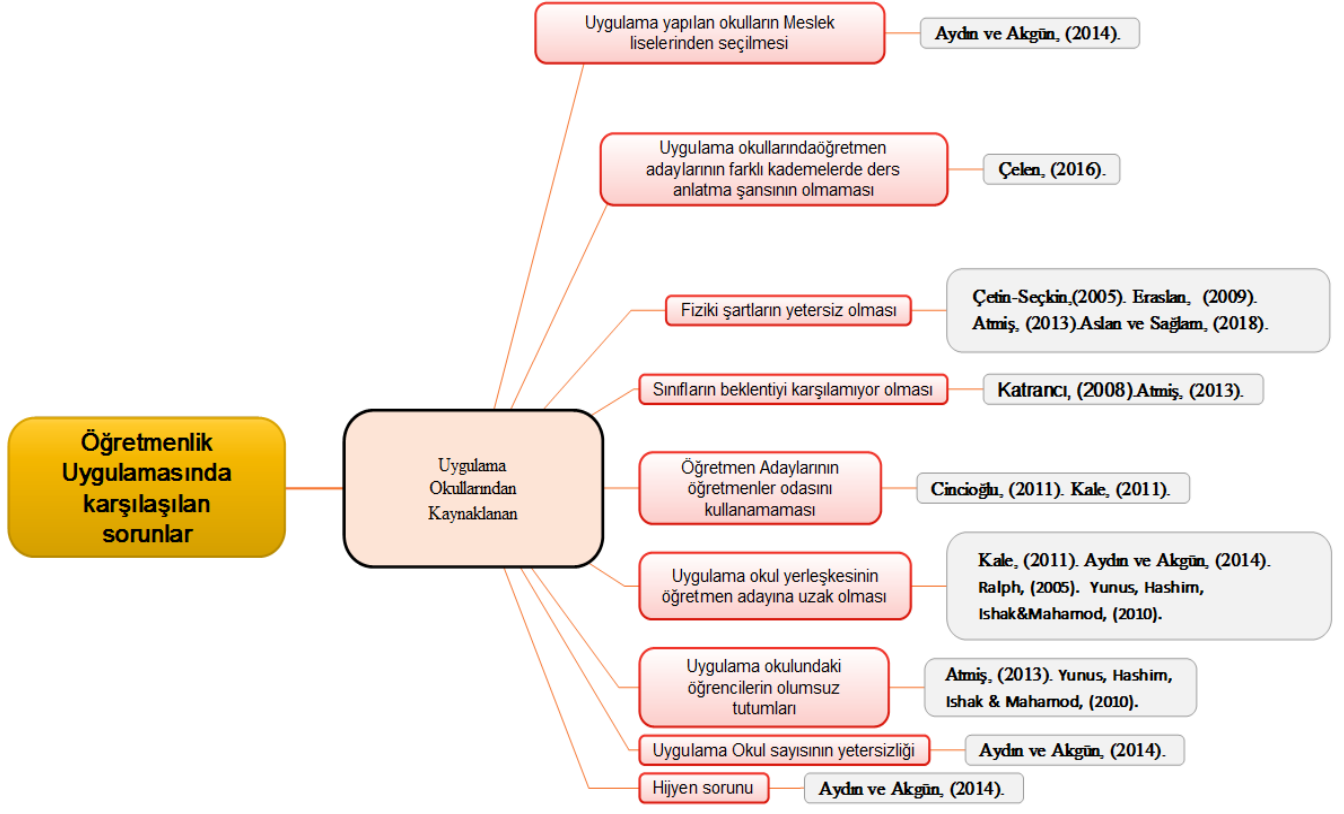 Uygulama yapılan okulların Meslek
liselerinden seçilmesi
Aydın ve Akgün, (2014).
Uygulama okullarındaöğretmen
adaylarının farklı kademelerde ders
anlatma şansının olmaması
Çelen, (2016).
Fiziki şartların yetersiz olması
Çetin-Seçkin,(2005). Eraslan, (2009).
Atmiş, (2013).Aslan ve Sağlam, (2018).
Sınıfların beklentiyi karşılamıyor olması
Katrancı, (2008).Atmiş, (2013).
Öğretmenlik
Uygulamasında
karşılaşılan
sorunlar
Uygulama
Okullarından
Kaynaklanan
Öğretmen Adaylarının
öğretmenler odasını
kullanamaması
Cincioğlu, (2011). Kale, (2011).
Uygulama okul yerleşkesinin
öğretmen adayına uzak olması
Kale, (2011). Aydın ve Akgün, (2014).
Ralph, (2005). Yunus, Hashim,
Ishak&Mahamod, (2010).
Uygulama okulundaki
öğrencilerin olumsuz
tutumları
Atmiş, (2013). Yunus, Hashim,
Ishak & Mahamod, (2010).
Uygulama Okul sayısının yetersizliği
Aydın ve Akgün, (2014).
Hijyen sorunu
Aydın ve Akgün, (2014).